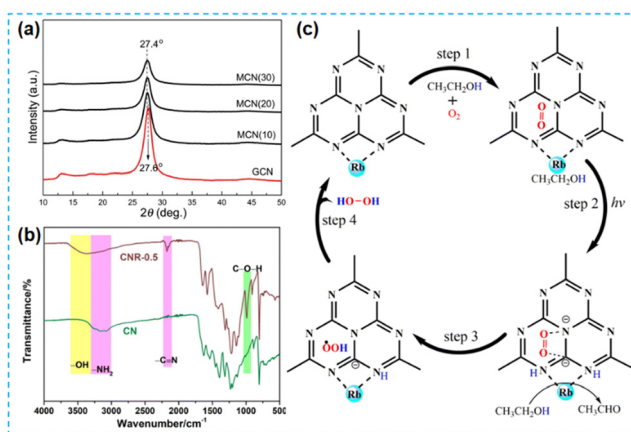 (a)
27.4°
MCN(30)
MCN(20)
MCN(10)
GCN
27.6°
Intensity (a.u.)
10 15 20 25 30 35 40 45 50
2θ (deg.)
(b)
CNR-0.5
C-O-H
CN
-C≡N
-OH
-NH₂
Transmittance/%
4000 3500 3000 2500 2000 1500 1000 500
Wavenumber/cm⁻¹
(c)
N N
N N N
N N
Rb
step 1
CH₃CH₂OH
+
O₂
N N
N O N N
O
N N
Rb
CH₃CH₂OH
step 2
hν
N N
N O N N
O
H N N H
Rb
CH₃CH₂OH
CH₃CHO
step 3
N N
N N N
•OOH
N N
H
Rb
step 4
HO-OH